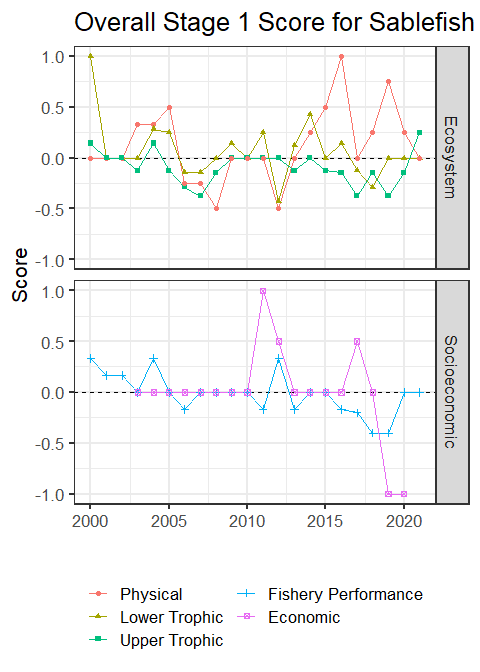 Overall Stage 1 Score for Sablefish
1.0
0.5
0.0
-0.5
-1.0
Ecosystem
Score
1.0
0.5
0.0
-0.5
-1.0
Socioeconomic
2000 2005 2010 2015 2020
Physical Fishery Performance
Lower Trophic Economic
Upper Trophic